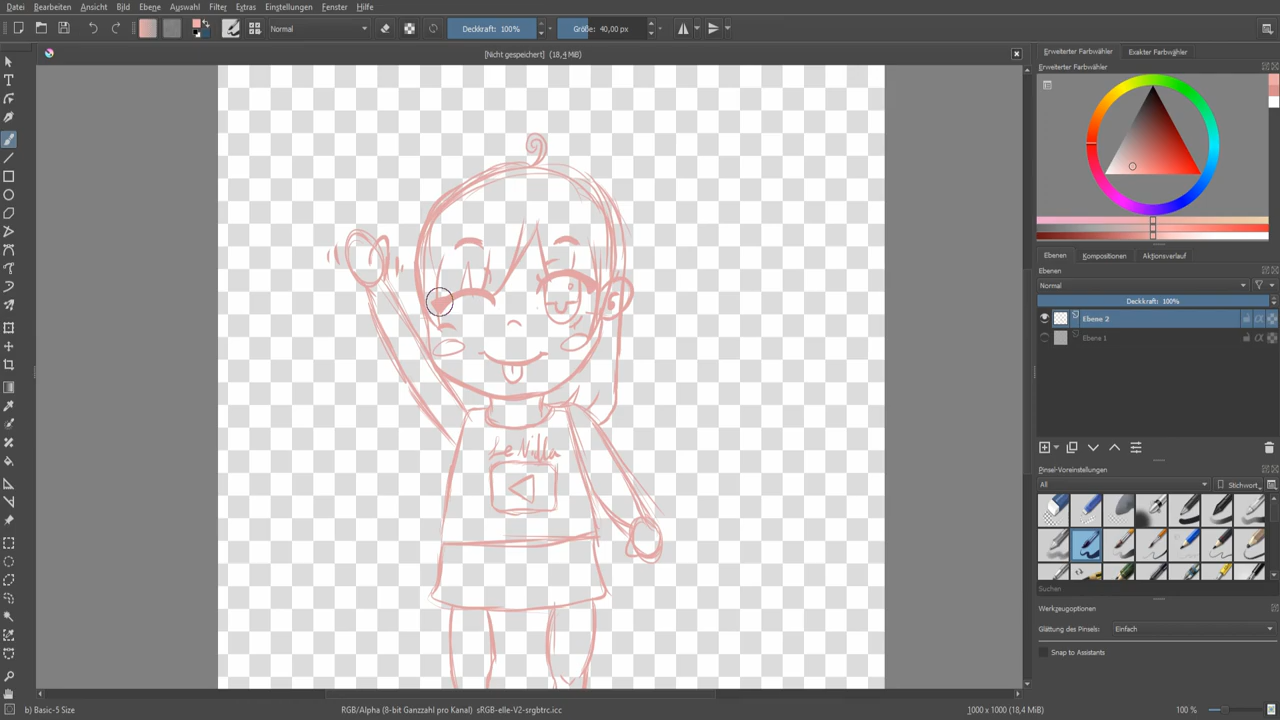 Datei Bearbeiten Ansicht Bild Ebene Auswahl Filter Extras Einstellungen Fenster Hilfe
Normal Deckkraft: 100% Größe: 40,00 px
[Nicht gespeichert] (18,4 MiB)
Erweiterter Farbwähler Exakter Farbwähler
Erweiterter Farbwähler
Le Nilla
Ebenen Kompositionen Aktionsverlauf
Ebenen
Normal
Deckkraft: 100%
Ebene 2
Ebene 1
Pinsel-Voreinstellungen
All Stichwort
Suchen
Werkzeugoptionen
Glättung des Pinsels: Einfach
Snap to Assistants
b) Basic-5 Size RGB/Alpha (8-bit Ganzzahl pro Kanal) sRGB-elle-V2-srgbtrc.icc 1000 x 1000 (18,4 MiB) 100 %